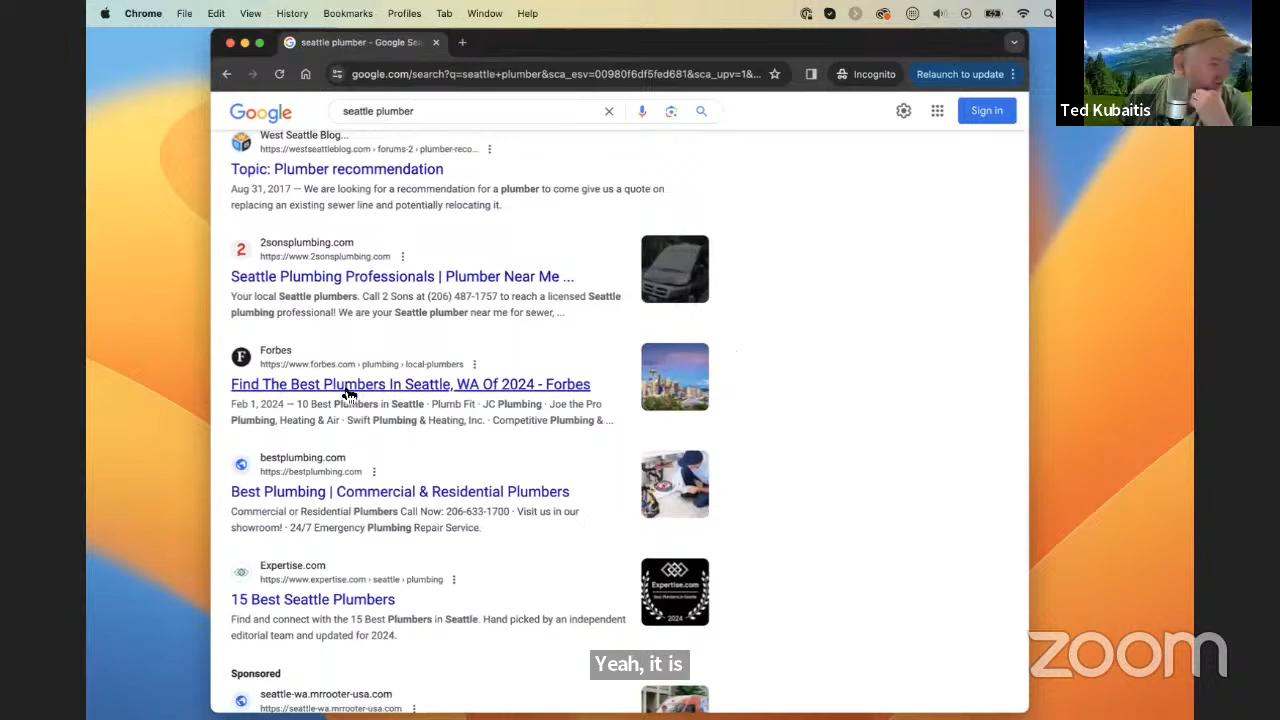 Chrome File Edit View History Bookmarks Profiles Tab Window Help
seattle plumber - Google Sea
google.com/search?q=seattle+plumber&sca_esv=00980f6df5fed681&sca_upv=1&... Incognito Relaunch to update
Google seattle plumber Sign in
Ted Kubaitis
West Seattle Blog...
https://westseattleblog.com › forums-2 › plumber-reco...
Topic: Plumber recommendation
Aug 31, 2017 — We are looking for a recommendation for a plumber to come give us a quote on
replacing an existing sewer line and potentially relocating it.
2
2sonsplumbing.com
https://www.2sonsplumbing.com
Seattle Plumbing Professionals | Plumber Near Me ...
Your local Seattle plumbers. Call 2 Sons at (206) 487-1757 to reach a licensed Seattle
plumbing professional! We are your Seattle plumber near me for sewer, ...
F
Forbes
https://www.forbes.com › plumbing › local-plumbers
Find The Best Plumbers In Seattle, WA Of 2024 - Forbes
Feb 1, 2024 — 10 Best Plumbers in Seattle · Plumb Fit · JC Plumbing · Joe the Pro
Plumbing, Heating & Air · Swift Plumbing & Heating, Inc. · Competitive Plumbing & ...
bestplumbing.com
https://bestplumbing.com
Best Plumbing | Commercial & Residential Plumbers
Commercial or Residential Plumbers Call Now: 206-633-1700 · Visit us in our
showroom! · 24/7 Emergency Plumbing Repair Service.
Expertise.com
https://www.expertise.com › seattle › plumbing
15 Best Seattle Plumbers
Find and connect with the 15 Best Plumbers in Seattle. Hand picked by an independent
editorial team and updated for 2024.
Expertise.com
2024
Sponsored
seattle-wa.mrrooter-usa.com
https://seattle-wa.mrrooter-usa.com
Yeah, it is
zoom